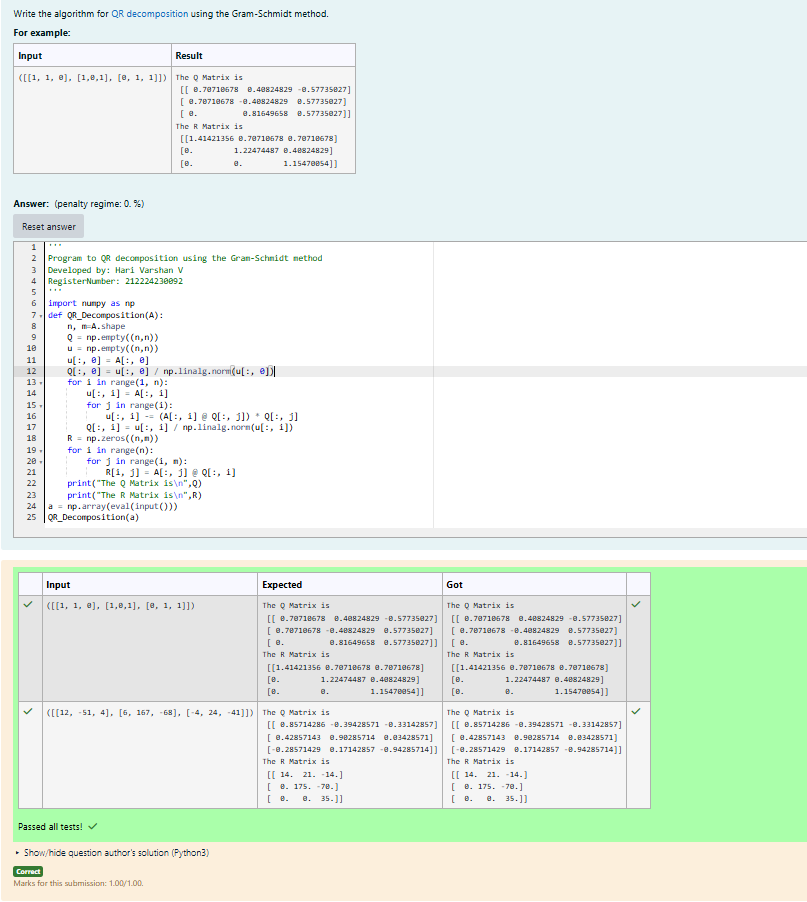 Write the algorithm for QR decomposition using the Gram-Schmidt method.
For example:
Input Result
([[1, 1, 0], [1,0,1], [0, 1, 1]]) The Q Matrix is
[[ 0.70710678 0.40824829 -0.57735027]
[ 0.70710678 -0.40824829 0.57735027]
[ 0. 0.81649658 0.57735027]]
The R Matrix is
[[1.41421356 0.70710678 0.70710678]
[0. 1.22474487 0.40824829]
[0. 0. 1.15470054]]
Answer: (penalty regime: 0. %)
Reset answer
1 '''
2 Program to QR decomposition using the Gram-Schmidt method
3 Developed by: Hari Varshan V
4 RegisterNumber: 212224230092
5 '''
6 import numpy as np
7 def QR_Decomposition(A):
8 n, m=A.shape
9 Q = np.empty((n,n))
10 u = np.empty((n,n))
11 u[:, 0] = A[:, 0]
12 Q[:, 0] = u[:, 0] / np.linalg.norm(u[:, 0])
13 for i in range(1, n):
14 u[:, i] = A[:, i]
15 for j in range(i):
16 u[:, i] -= (A[:, i] @ Q[:, j]) * Q[:, j]
17 Q[:, i] = u[:, i] / np.linalg.norm(u[:, i])
18 R = np.zeros((n,m))
19 for i in range(n):
20 for j in range(i, m):
21 R[i, j] = A[:, j] @ Q[:, i]
22 print("The Q Matrix is\n",Q)
23 print("The R Matrix is\n",R)
24 a = np.array(eval(input()))
25 QR_Decomposition(a)
Input Expected Got
([[1, 1, 0], [1,0,1], [0, 1, 1]]) The Q Matrix is The Q Matrix is
[[ 0.70710678 0.40824829 -0.57735027] [[ 0.70710678 0.40824829 -0.57735027]
[ 0.70710678 -0.40824829 0.57735027] [ 0.70710678 -0.40824829 0.57735027]
[ 0. 0.81649658 0.57735027]] [ 0. 0.81649658 0.57735027]]
The R Matrix is The R Matrix is
[[1.41421356 0.70710678 0.70710678] [[1.41421356 0.70710678 0.70710678]
[0. 1.22474487 0.40824829] [0. 1.22474487 0.40824829]
[0. 0. 1.15470054]] [0. 0. 1.15470054]]
([[12, -51, 4], [6, 167, -68], [-4, 24, -41]]) The Q Matrix is The Q Matrix is
[[ 0.85714286 -0.39428571 -0.33142857] [[ 0.85714286 -0.39428571 -0.33142857]
[ 0.42857143 0.90285714 0.03428571] [ 0.42857143 0.90285714 0.03428571]
[-0.28571429 0.17142857 -0.94285714]] [-0.28571429 0.17142857 -0.94285714]]
The R Matrix is The R Matrix is
[[ 14. 21. -14.] [[ 14. 21. -14.]
[ 0. 175. -70.] [ 0. 175. -70.]
[ 0. 0. 35.]] [ 0. 0. 35.]]
Passed all tests!
Show/hide question author's solution (Python3)
Correct
Marks for this submission: 1.00/1.00.